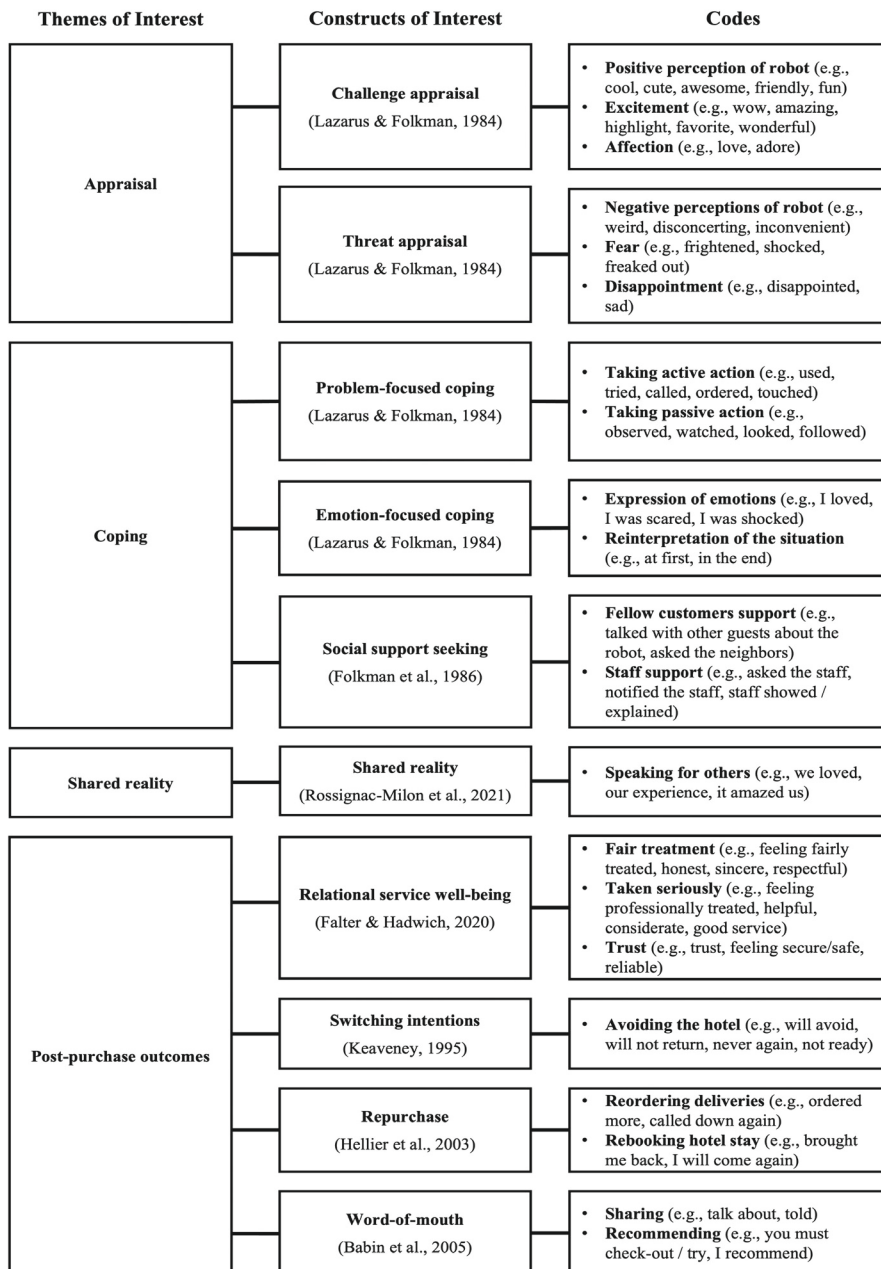 Themes of Interest
Constructs of Interest
Codes
Appraisal
Challenge appraisal
(Lazarus & Folkman, 1984)
• Positive perception of robot (e.g.,
cool, cute, awesome, friendly, fun)
• Excitement (e.g., wow, amazing,
highlight, favorite, wonderful)
• Affection (e.g., love, adore)
Threat appraisal
(Lazarus & Folkman, 1984)
• Negative perceptions of robot (e.g.,
weird, disconcerting, inconvenient)
• Fear (e.g., frightened, shocked,
freaked out)
• Disappointment (e.g., disappointed,
sad)
Coping
Problem-focused coping
(Lazarus & Folkman, 1984)
• Taking active action (e.g., used,
tried, called, ordered, touched)
• Taking passive action (e.g.,
observed, watched, looked, followed)
Emotion-focused coping
(Lazarus & Folkman, 1984)
• Expression of emotions (e.g., I loved,
I was scared, I was shocked)
• Reinterpretation of the situation
(e.g., at first, in the end)
Social support seeking
(Folkman et al., 1986)
• Fellow customers support (e.g.,
talked with other guests about the
robot, asked the neighbors)
• Staff support (e.g., asked the staff,
notified the staff, staff showed /
explained)
Shared reality
Shared reality
(Rossignac-Milon et al., 2021)
• Speaking for others (e.g., we loved,
our experience, it amazed us)
Post-purchase outcomes
Relational service well-being
(Falter & Hadwich, 2020)
• Fair treatment (e.g., feeling fairly
treated, honest, sincere, respectful)
• Taken seriously (e.g., feeling
professionally treated, helpful,
considerate, good service)
• Trust (e.g., trust, feeling secure/safe,
reliable)
Switching intentions
(Keaveney, 1995)
• Avoiding the hotel (e.g., will avoid,
will not return, never again, not ready)
Repurchase
(Hellier et al., 2003)
• Reordering deliveries (e.g., ordered
more, called down again)
• Rebooking hotel stay (e.g., brought
me back, I will come again)
Word-of-mouth
(Babin et al., 2005)
• Sharing (e.g., talk about, told)
• Recommending (e.g., you must
check-out / try, I recommend)